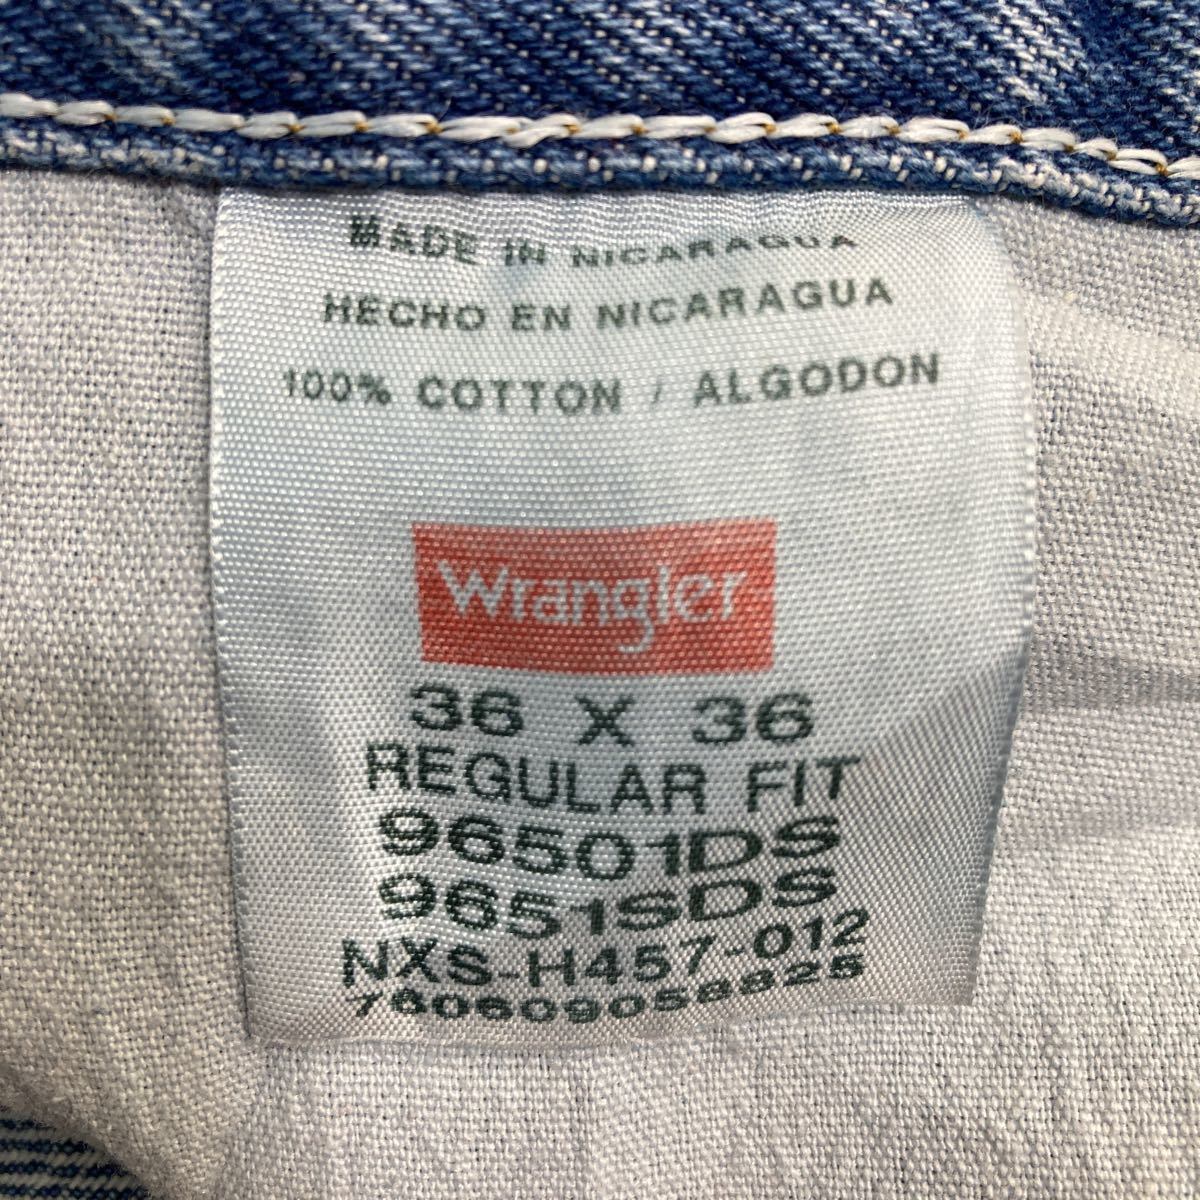 MADE IN NICARAGUA
HECHO EN NICARAGUA
100% COTTON / ALGODON
Wrangler
36 X 36
REGULAR FIT
96501DS
9651SDS
NXS-H457-012
760609058825